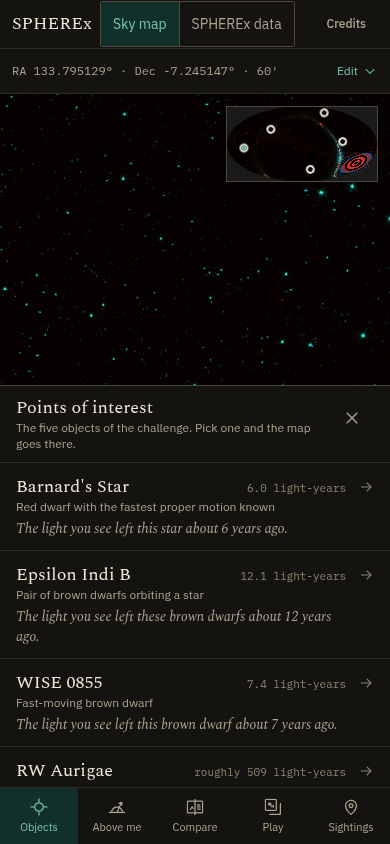 SPHEREx Sky map SPHEREx data Credits
RA 133.795129° · Dec -7.245147° · 60′ Edit
Points of interest
The five objects of the challenge. Pick one and the map
goes there.
Barnard's Star 6.0 light-years
Red dwarf with the fastest proper motion known
The light you see left this star about 6 years ago.
Epsilon Indi B 12.1 light-years
Pair of brown dwarfs orbiting a star
The light you see left these brown dwarfs about 12 years
ago.
WISE 0855 7.4 light-years
Fast-moving brown dwarf
The light you see left this brown dwarf about 7 years ago.
RW Aurigae roughly 509 light-years
Objects Above me Compare Play Sightings